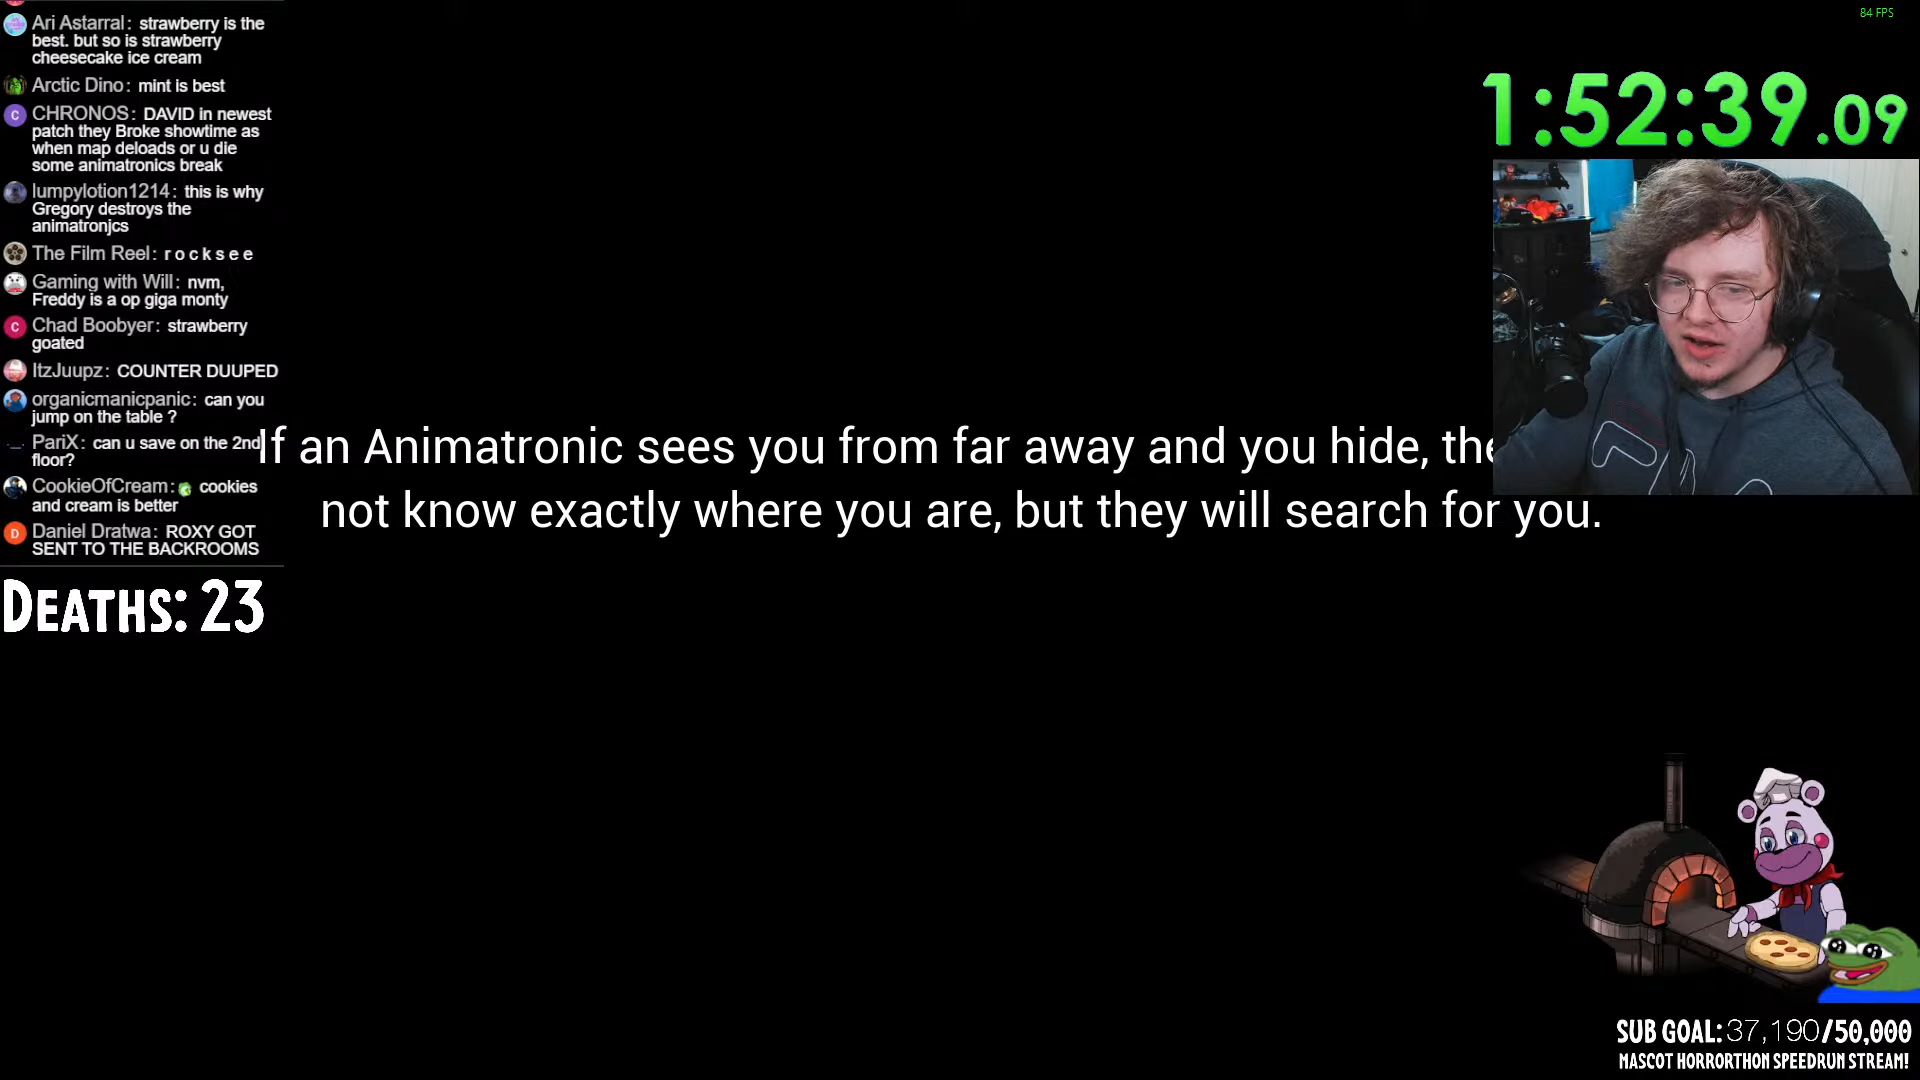 84 FPS
Ari Astarral: strawberry is the
best. but so is strawberry
cheesecake ice cream
Arctic Dino: mint is best
CHRONOS: DAVID in newest
patch they Broke showtime as
when map deloads or u die
some animatronics break
lumpylotion1214: this is why
Gregory destroys the
animatronjcs
The Film Reel: r o c k s e e
Gaming with Will: nvm,
Freddy is a op giga monty
Chad Boobyer: strawberry
goated
ItzJuupz: COUNTER DUUPED
organicmanicpanic: can you
jump on the table ?
PariX: can u save on the 2nd
floor?
CookieOfCream: cookies
and cream is better
Daniel Dratwa: ROXY GOT
SENT TO THE BACKROOMS
DEATHS: 23
1:52:39.09
If an Animatronic sees you from far away and you hide, the
not know exactly where you are, but they will search for you.
SUB GOAL: 37,190/50,000
MASCOT HORRORTHON SPEEDRUN STREAM!